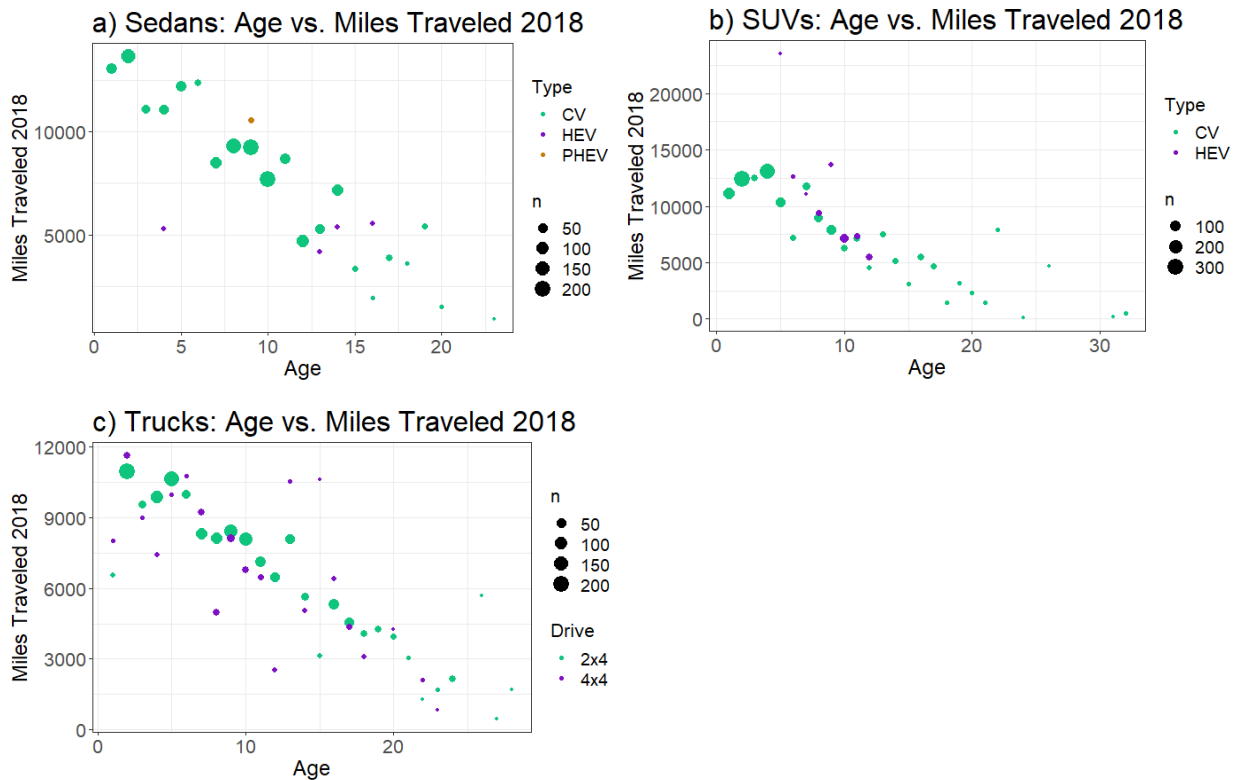 a) Sedans: Age vs. Miles Traveled 2018
Miles Traveled 2018
10000
5000
0
5
10
15
20
Age
Type
CV
HEV
PHEV
n
50
100
150
200
b) SUVs: Age vs. Miles Traveled 2018
Miles Traveled 2018
20000
15000
10000
5000
0
0
10
20
30
Age
Type
CV
HEV
n
100
200
300
c) Trucks: Age vs. Miles Traveled 2018
Miles Traveled 2018
12000
9000
6000
3000
0
0
10
20
Age
n
50
100
150
200
Drive
2x4
4x4